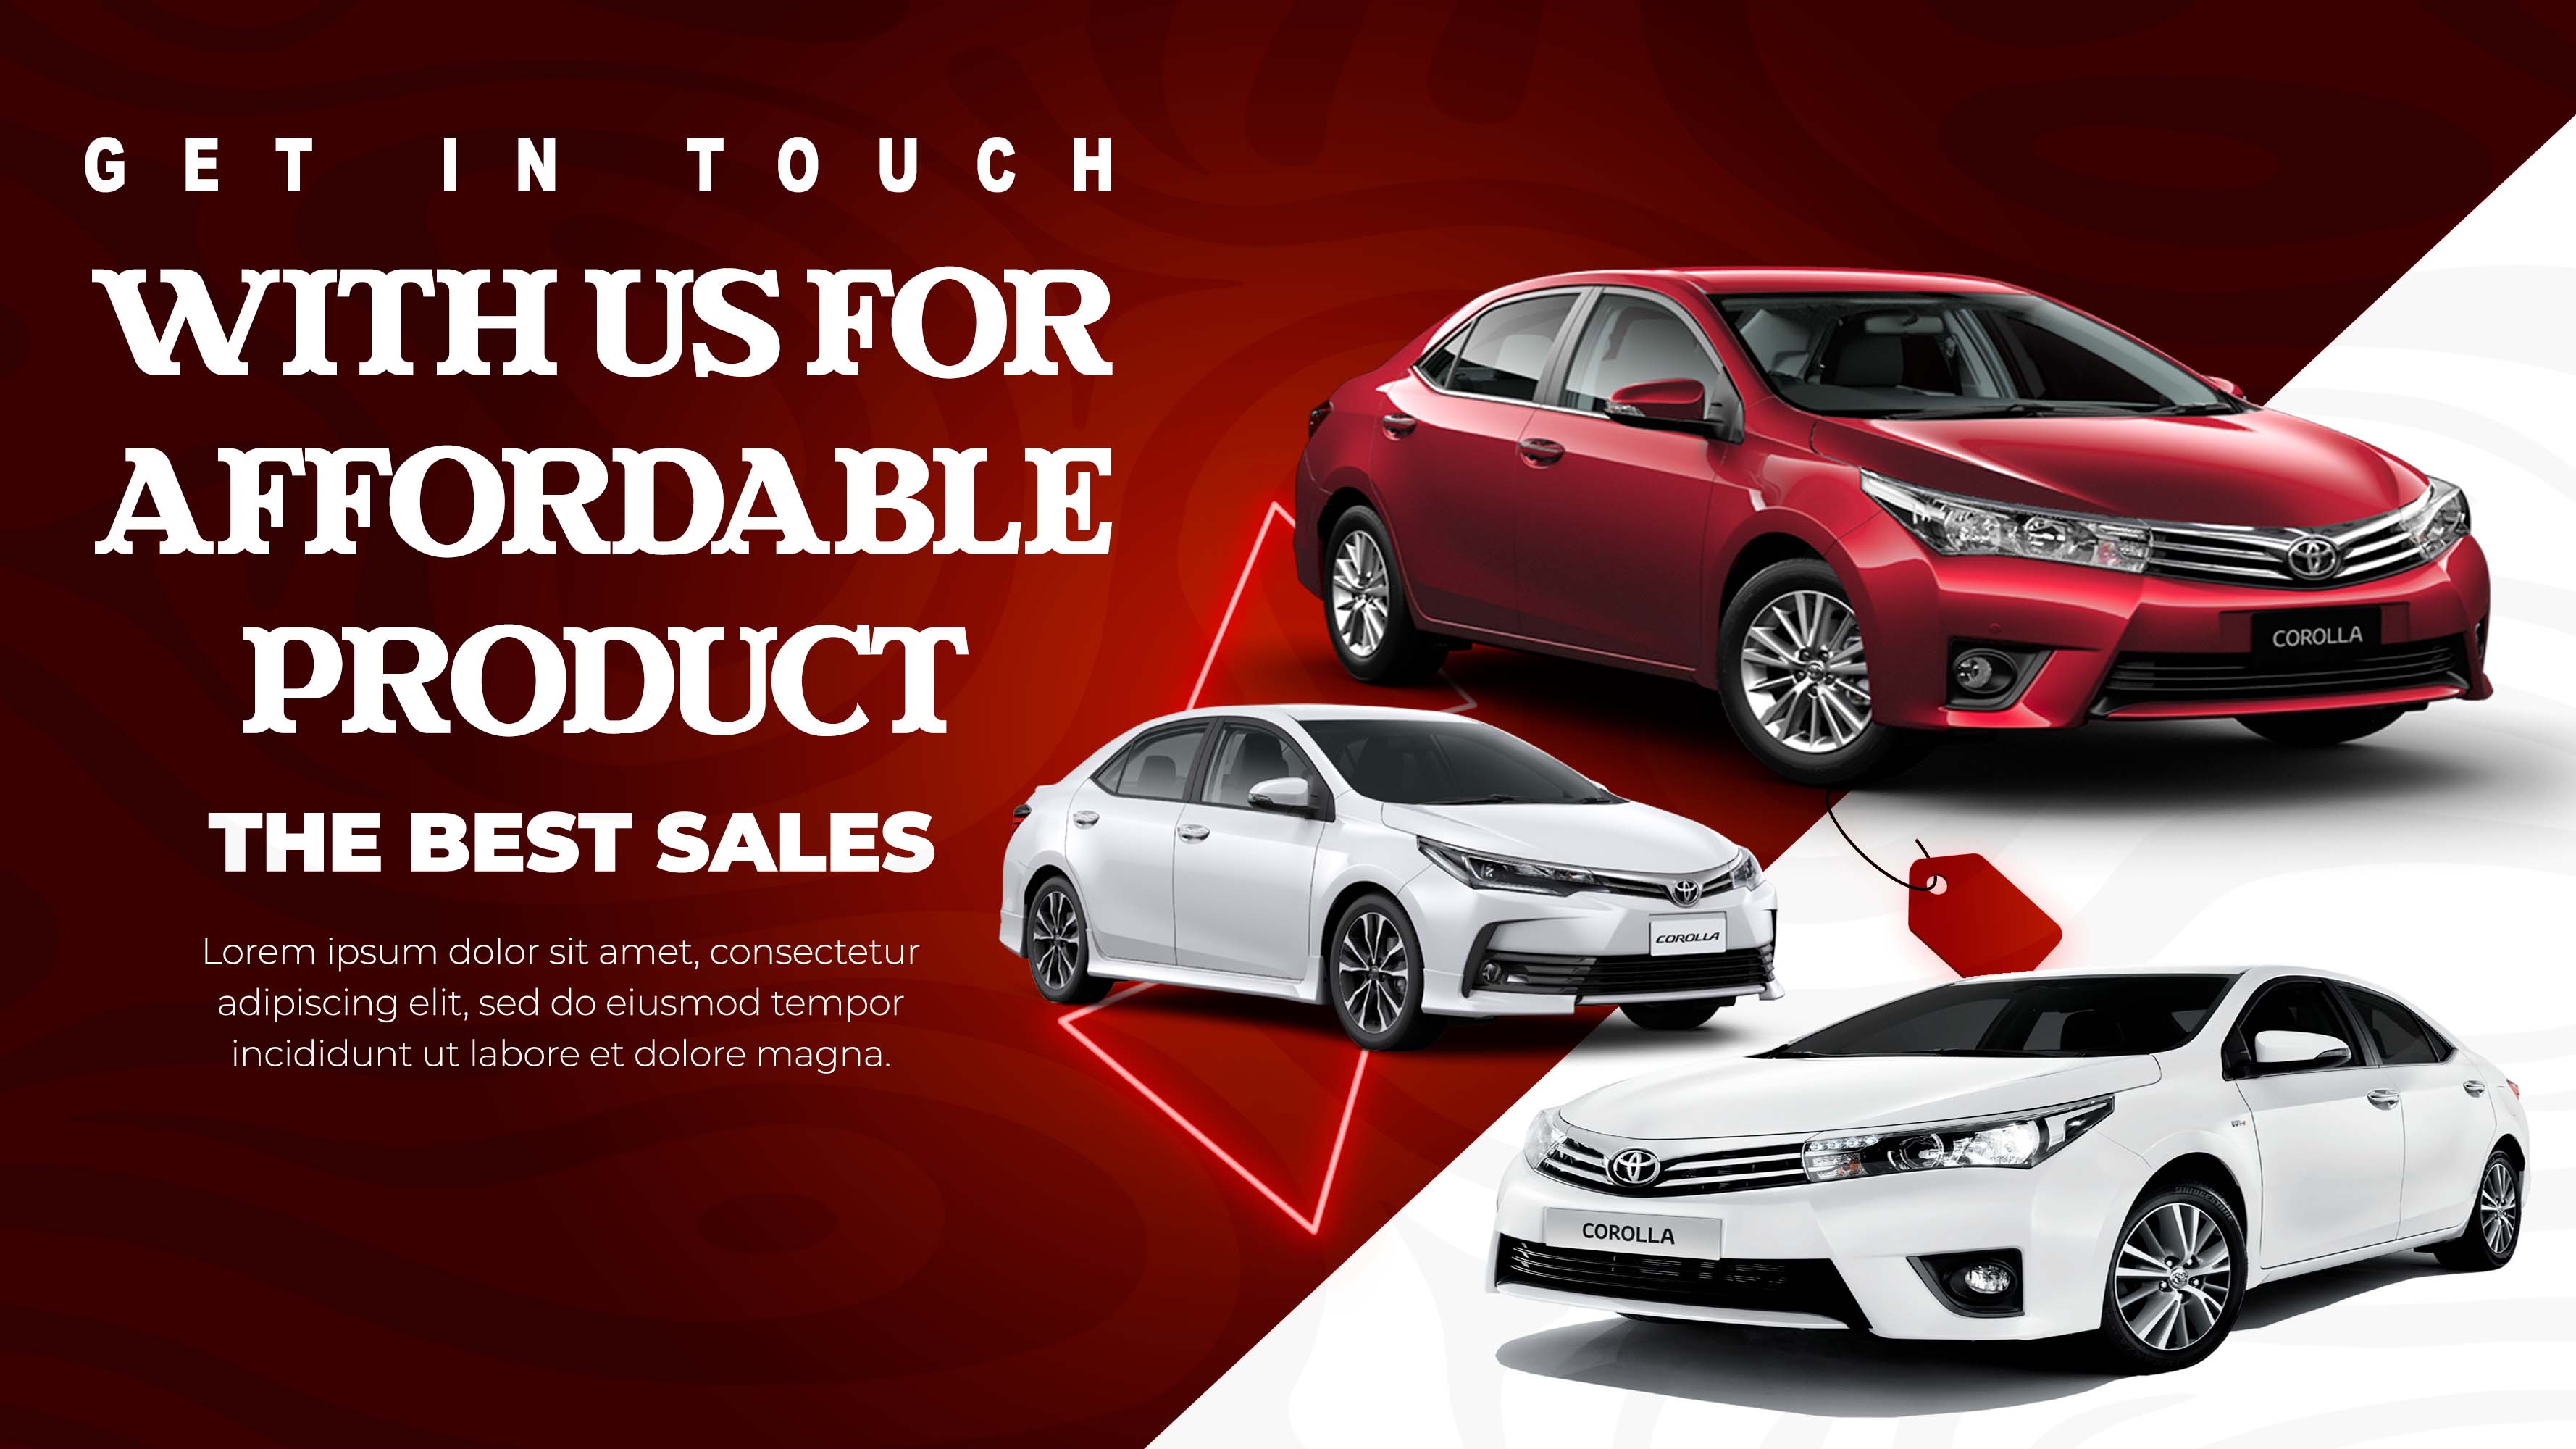 GET IN TOUCH
WITH US FOR
AFFORDABLE
PRODUCT
THE BEST SALES
Lorem ipsum dolor sit amet, consectetur
adipiscing elit, sed do eiusmod tempor
incididunt ut labore et dolore magna.
COROLLA
COROLLA
COROLLA